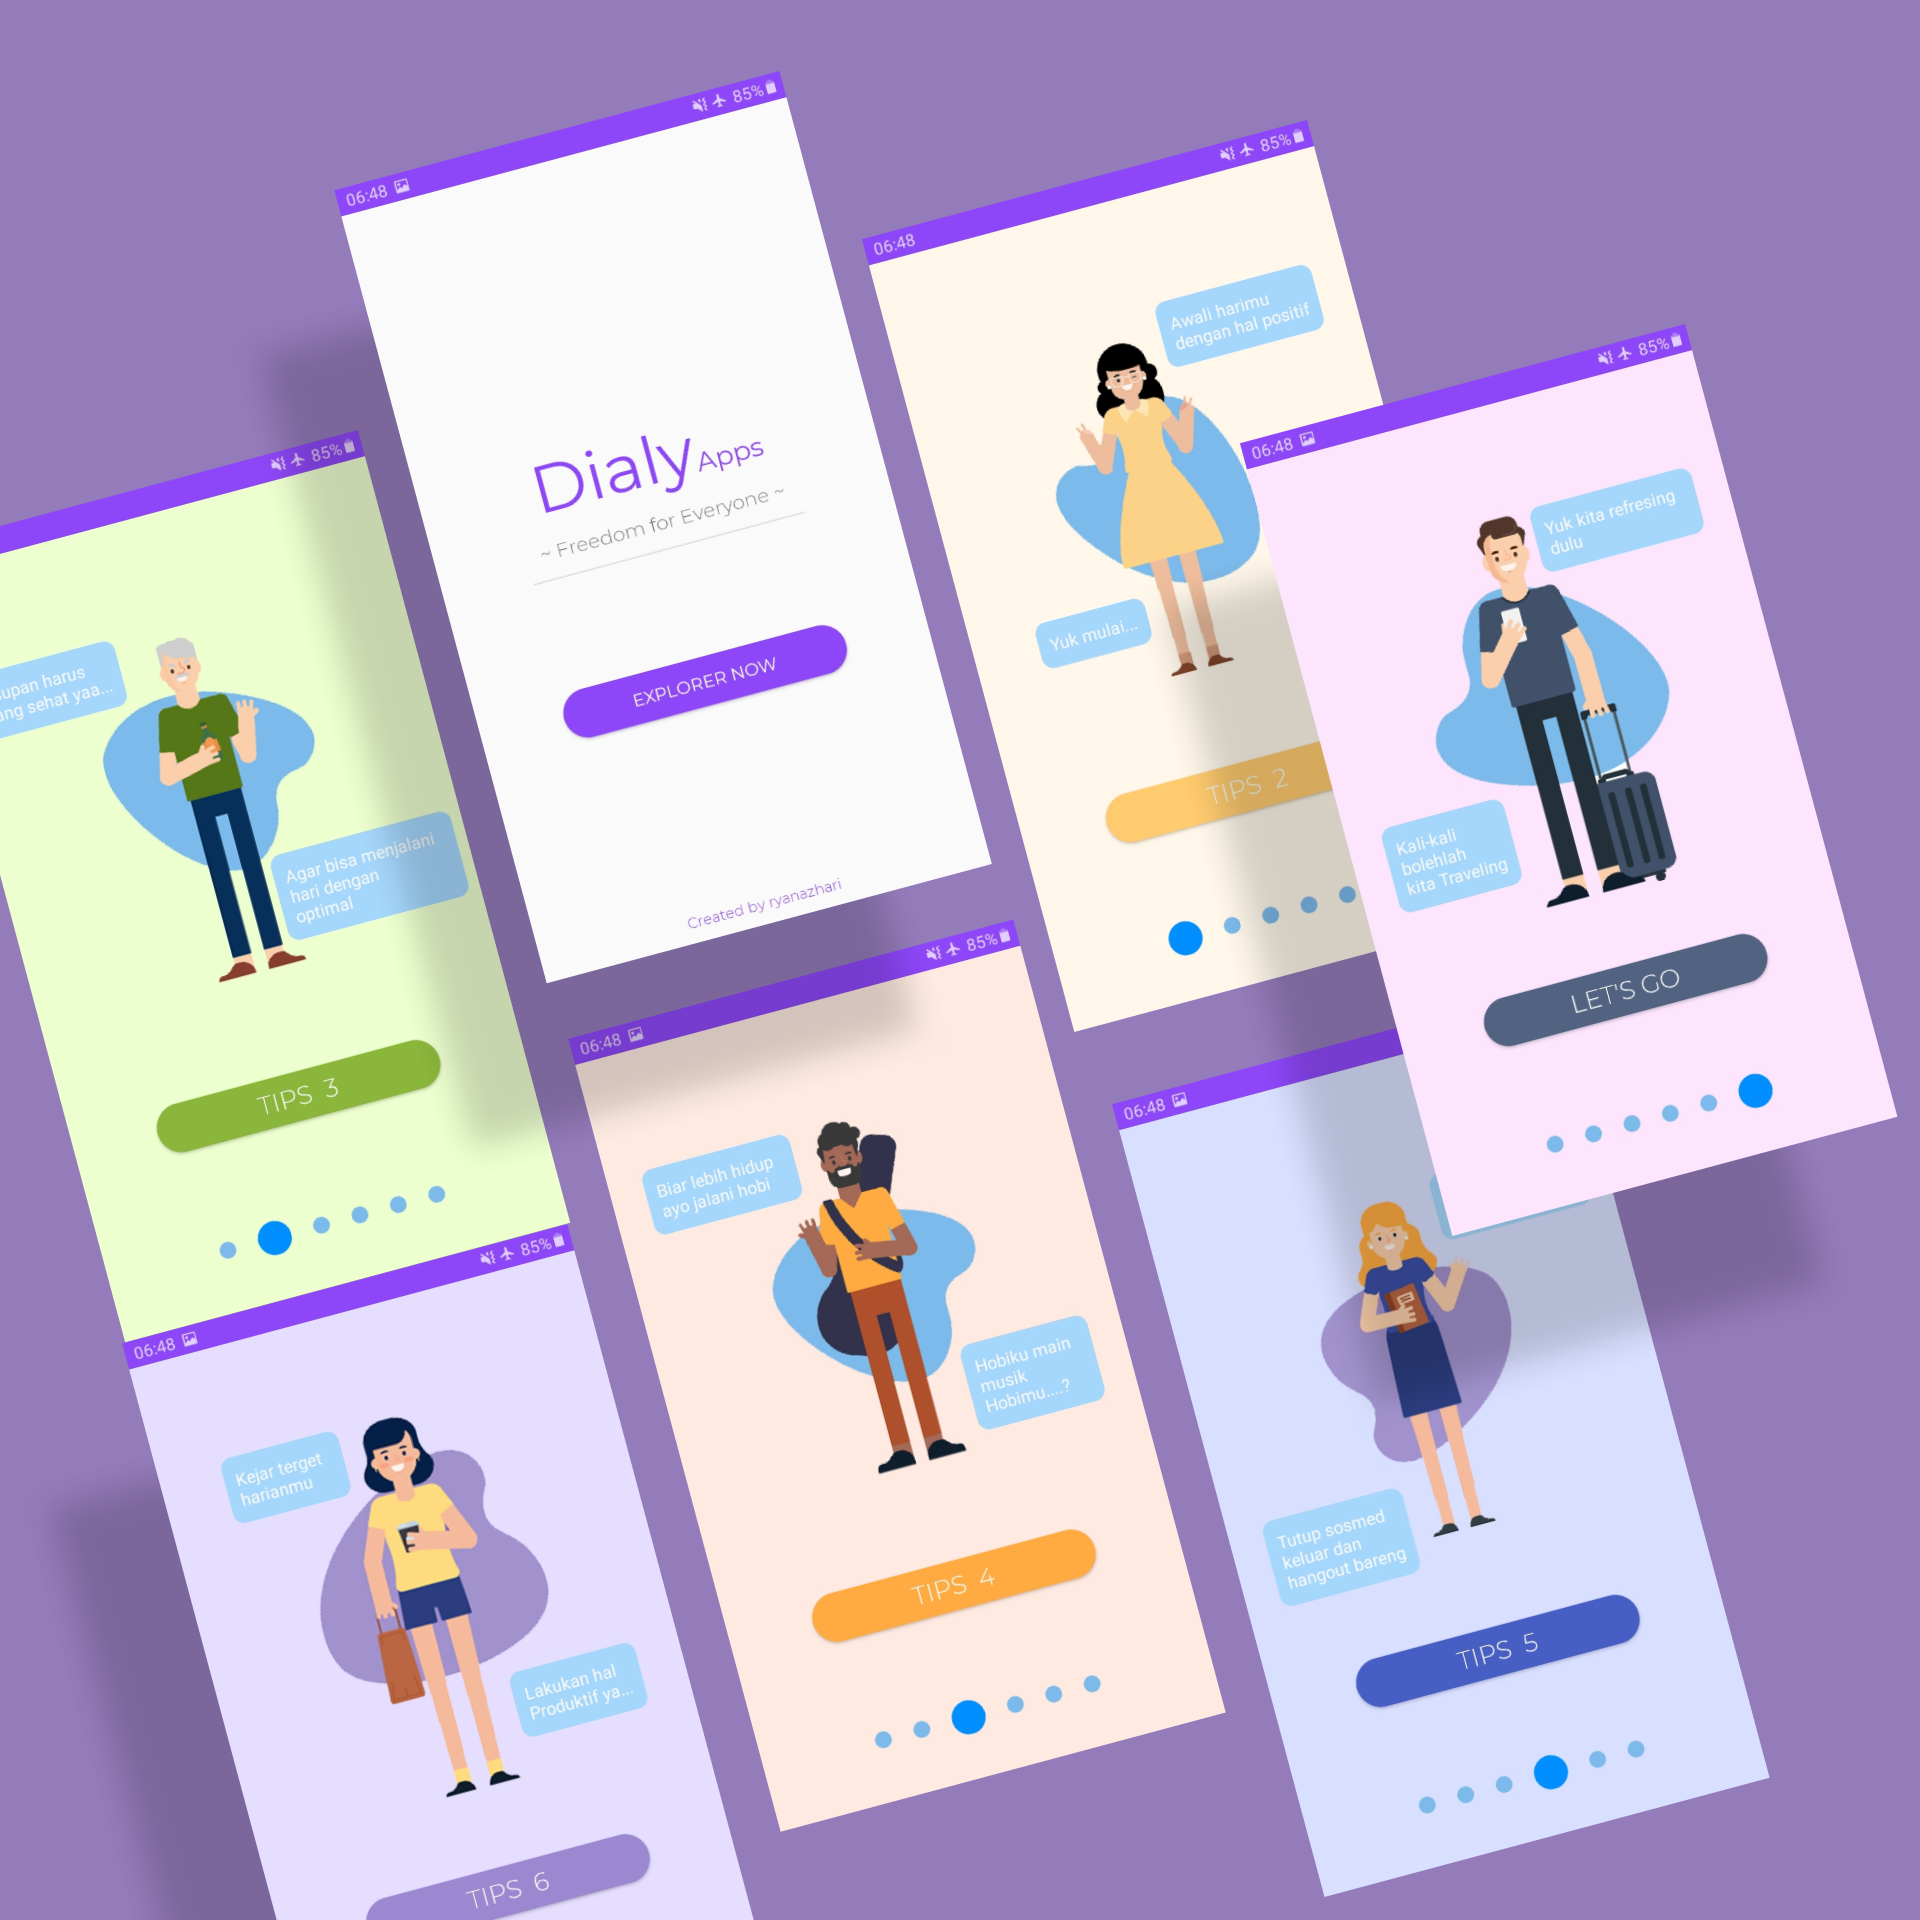 06:48 85%
Dialy Apps
~ Freedom for Everyone ~
EXPLORER NOW
Created by ryanazhari
06:48 85%
Awali harimu
dengan hal positif
Yuk mulai...
TIPS 2
06:48 85%
Yuk kita refresing
dulu
Kali-kali
bolehlah
kita Traveling
LET'S GO
85%
harus
sehat yaa...
Agar bisa menjalani
hari dengan
optimal
TIPS 3
06:48 85%
Biar lebih hidup
ayo jalani hobi
Hobiku main
musik
Hobimu....?
TIPS 4
06:48
Tutup sosmed
keluar dan
hangout bareng
TIPS 5
06:48 85%
Kejar terget
harianmu
Lakukan hal
Produktif ya...
TIPS 6